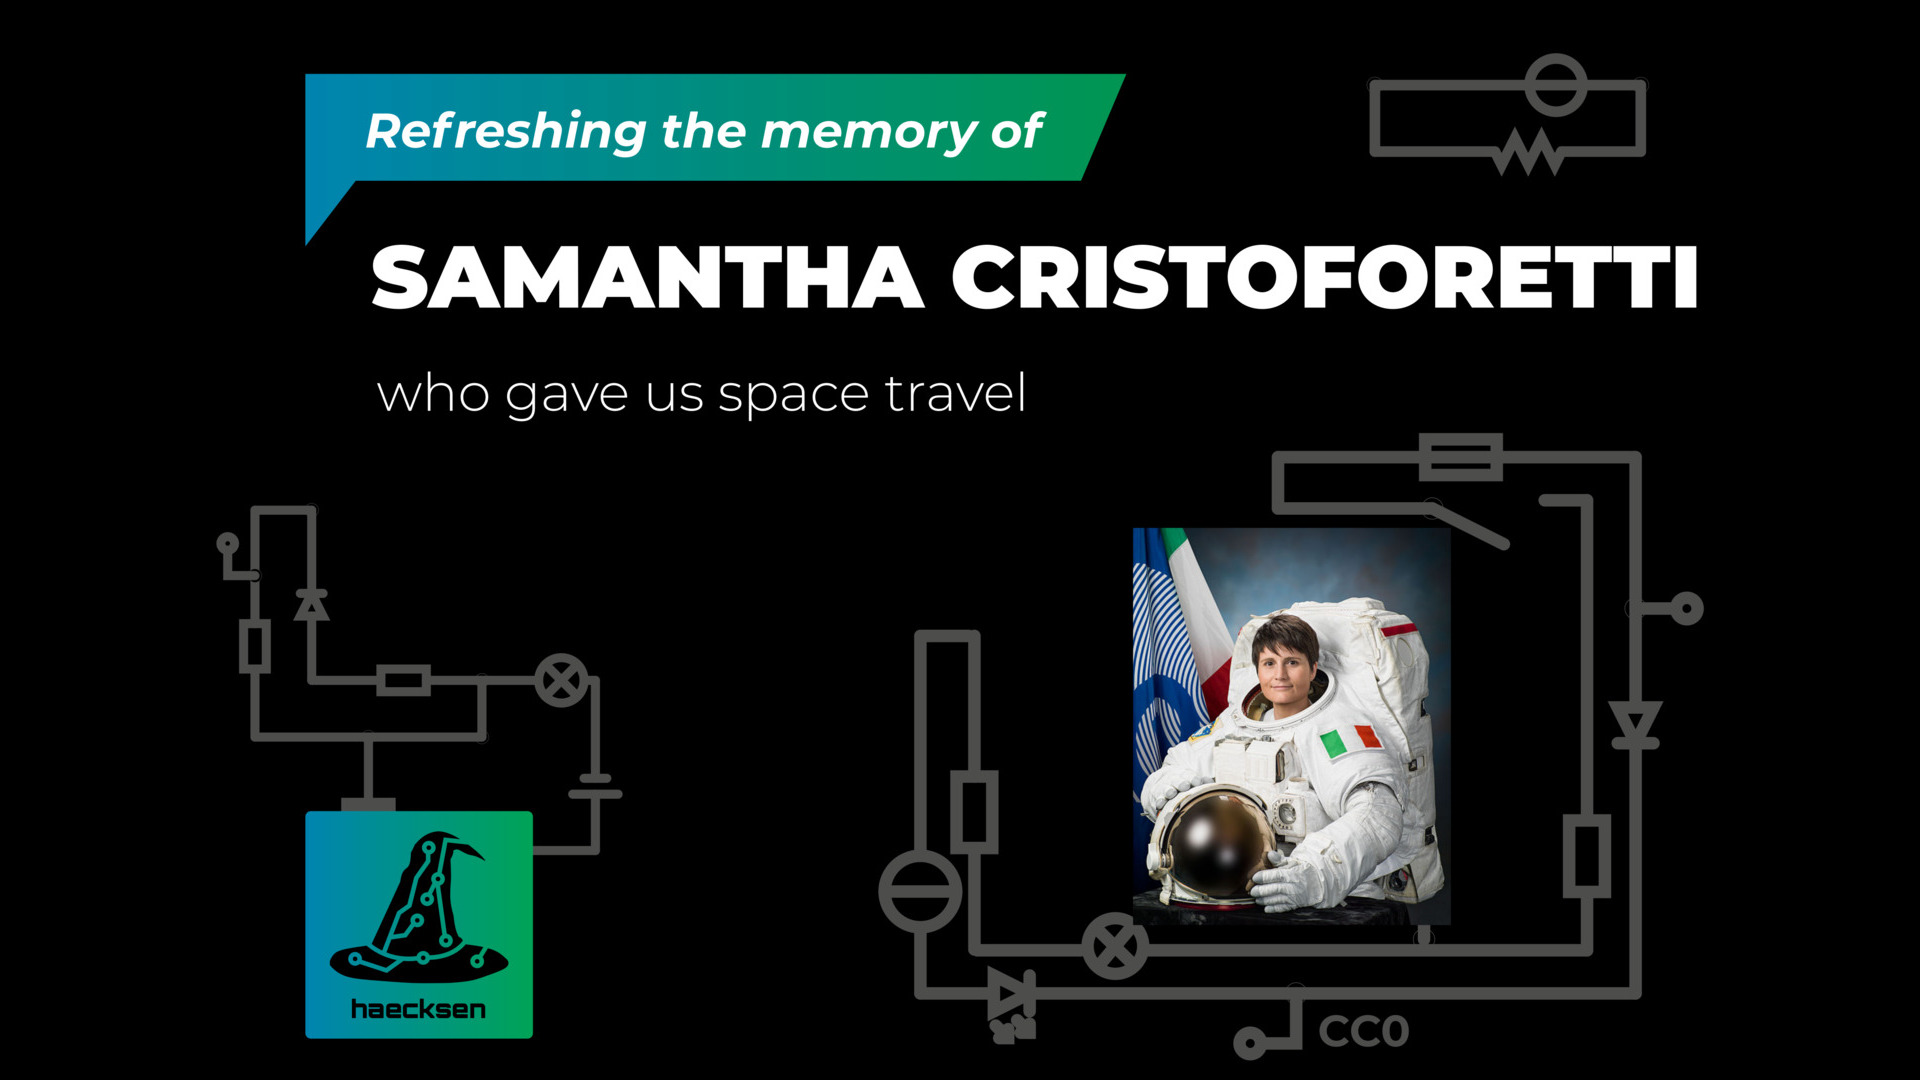 Refreshing the memory of
SAMANTHA CRISTOFORETTI
who gave us space travel
haecksen
CC0